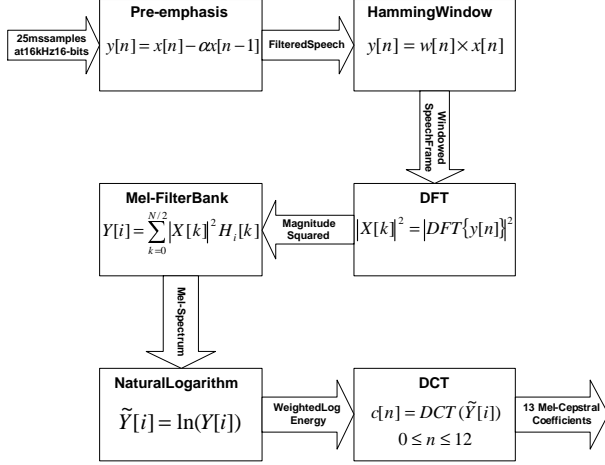 Pre-emphasis
25mssamples
at16kHz16-bits
y[n] = x[n] − αx[n−1]
FilteredSpeech
HammingWindow
y[n] = w[n]×x[n]
Windowed
SpeechFrame
DFT
|X[k]|² = |DFT{y[n]}|²
Magnitude
Squared
Mel-FilterBank
Y[i] = ∑_{k=0}^{N/2} |X[k]|² H_i[k]
Mel-Spectrum
NaturalLogarithm
Ỹ[i] = ln(Y[i])
WeightedLog
Energy
DCT
c[n] = DCT(Ỹ[i])
0 ≤ n ≤ 12
13 Mel-Cepstral
Coefficients